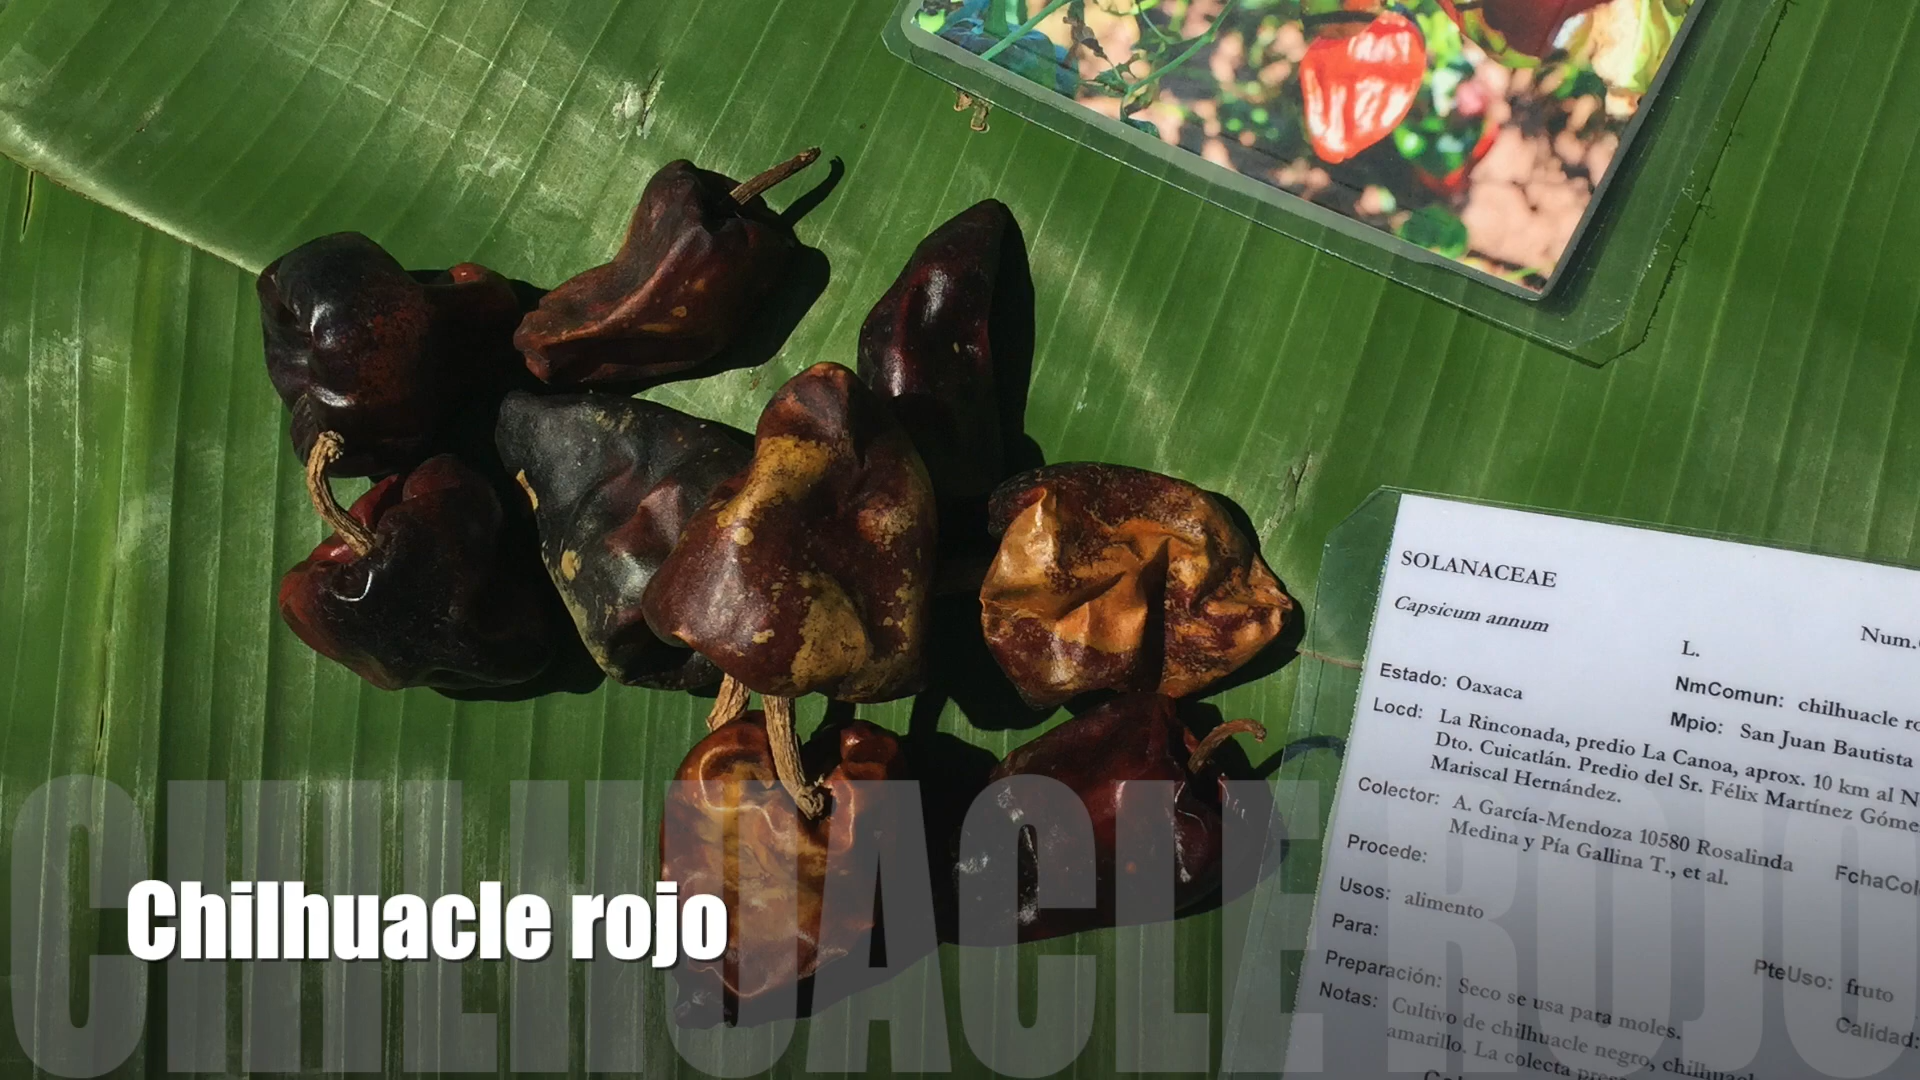 SOLANACEAE
Capsicum annum
L.
Estado: Oaxaca
NmComun: chilhuacle
Mpio: San Juan Bautista
Locd: La Rinconada, predio La Canoa, aprox. 10 km al
Dto. Cuicatlán. Predio del Sr. Félix Martínez
Mariscal Hernández.
Colector: A. García-Mendoza 10580 Rosalinda
Medina y Pía Gallina T., et al.
Procede:
Usos: alimento
Para:
PteUso: fruto
Preparación: Seco se usa para moles.
Calidad:
Notas: Cultivo de chilhuacle negro,
amarillo. La colecta
Chilhuacle rojo
CHILHUACLE ROJO